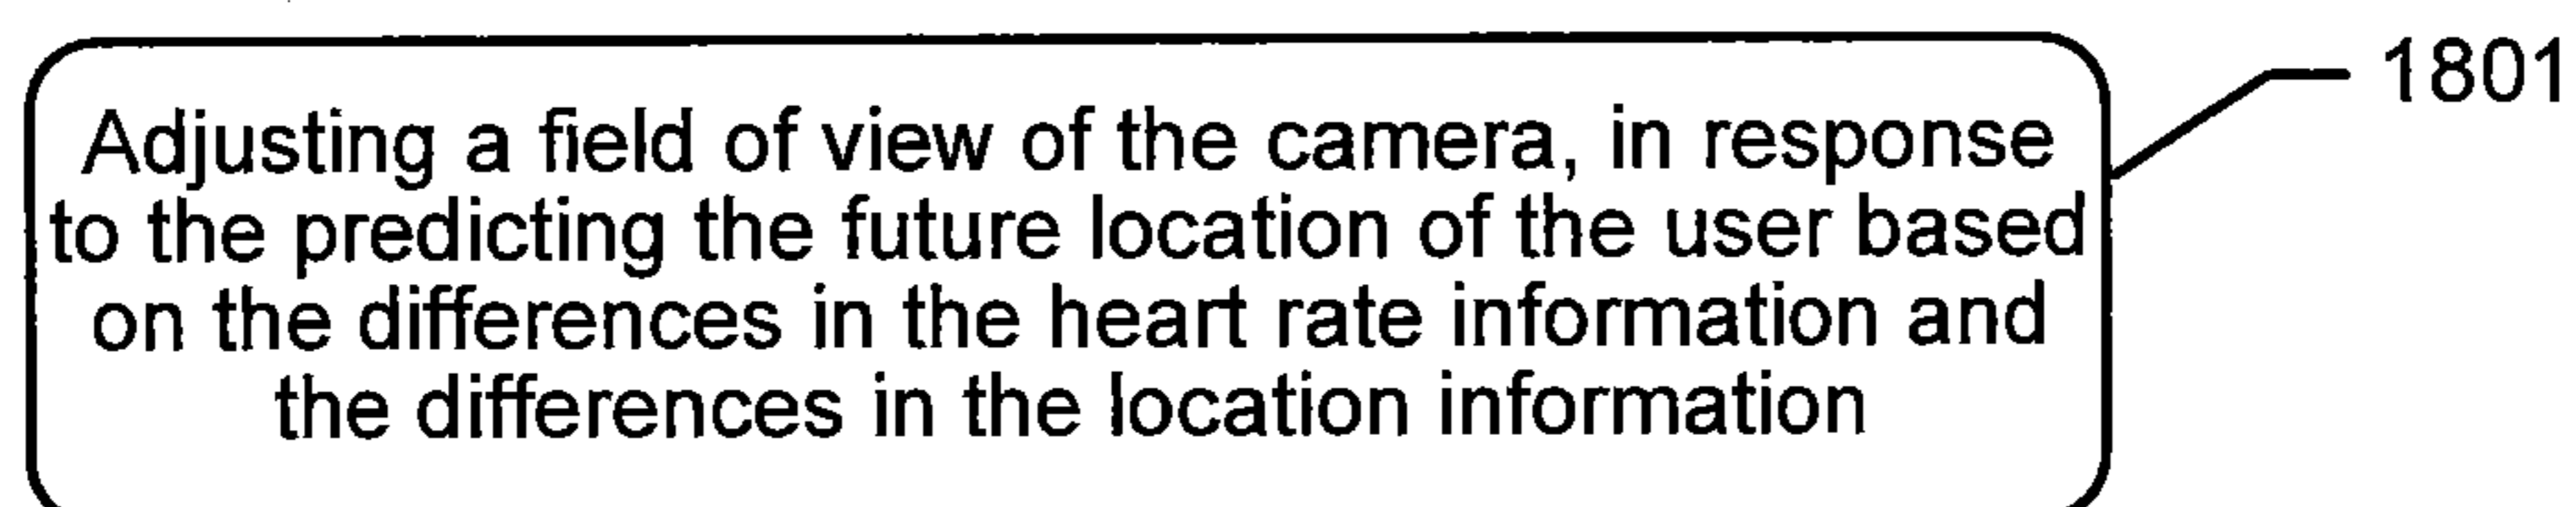 1801
Adjusting a field of view of the camera, in response
to the predicting the future location of the user based
on the differences in the heart rate information and
the differences in the location information